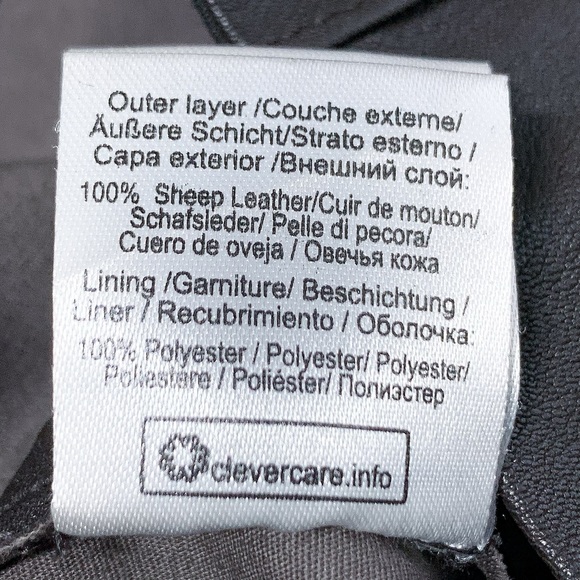 Outer layer /Couche externe/
Äußere Schicht/Strato esterno /
Capa exterior /Внешний слой:
100% Sheep Leather/Cuir de mouton/
Schafsleder/ Pelle di pecora/
Cuero de oveja / Овечья кожа
Lining /Garniture/ Beschichtung /
Liner / Recubrimiento / Оболочка:
100% Polyester / Polyester/ Polyester/
Poliestere / Poliéster/ Полиэстер
clevercare.info